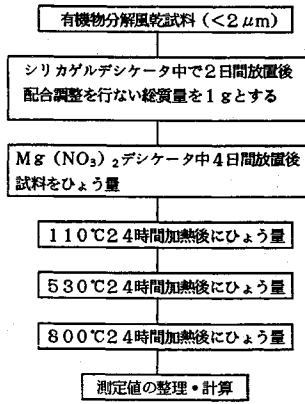 有機物分解風乾試料(<2μm)
シリカゲルデシケータ中で2日間放置後
配合調整を行ない総質量を1gとする
Mg(NO₃)₂デシケータ中4日間放置後
試料をひょう量
110℃24時間加熱後にひょう量
530℃24時間加熱後にひょう量
800℃24時間加熱後にひょう量
測定値の整理・計算